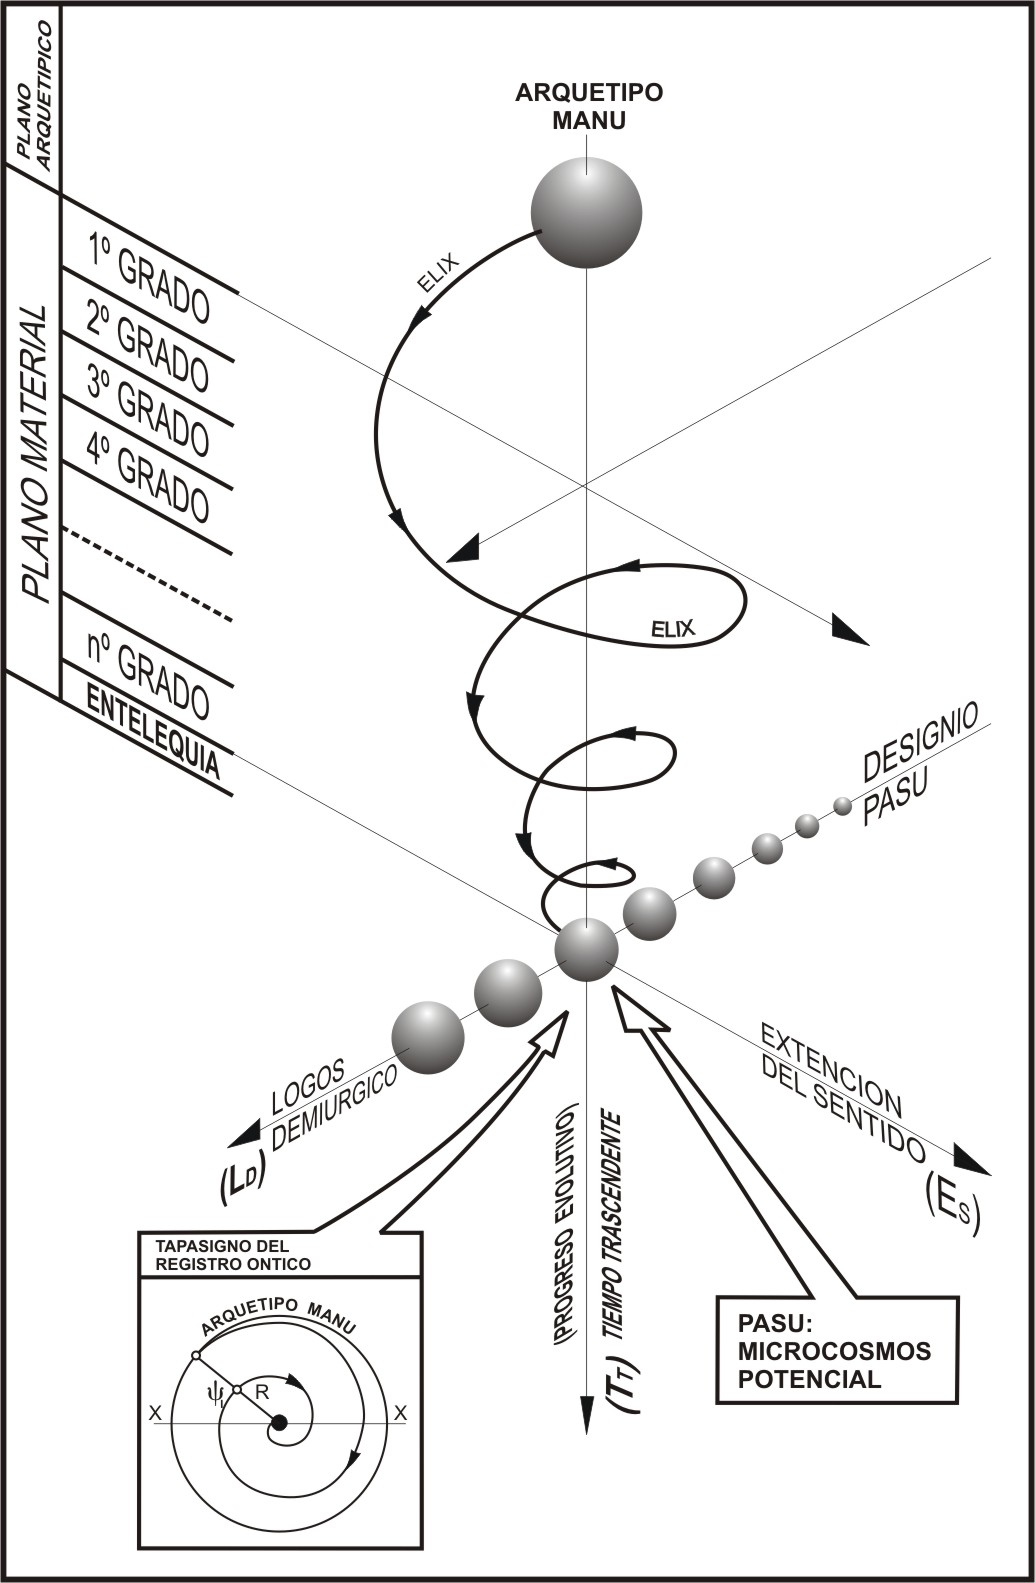 PLANO
ARQUETIPICO
ARQUETIPO
MANU
PLANO MATERIAL
1º GRADO
2º GRADO
3º GRADO
4º GRADO
nº GRADO
ENTELEQUIA
ELIX
ELIX
DESIGNIO
PASU
LOGOS
DEMIURGICO
(LD)
EXTENCION
DEL SENTIDO
(ES)
(PROGRESO EVOLUTIVO)
(TT) TIEMPO TRASCENDENTE
TAPASIGNO DEL
REGISTRO ONTICO
ARQUETIPO MANU
ψ R
X X
PASU:
MICROCOSMOS
POTENCIAL